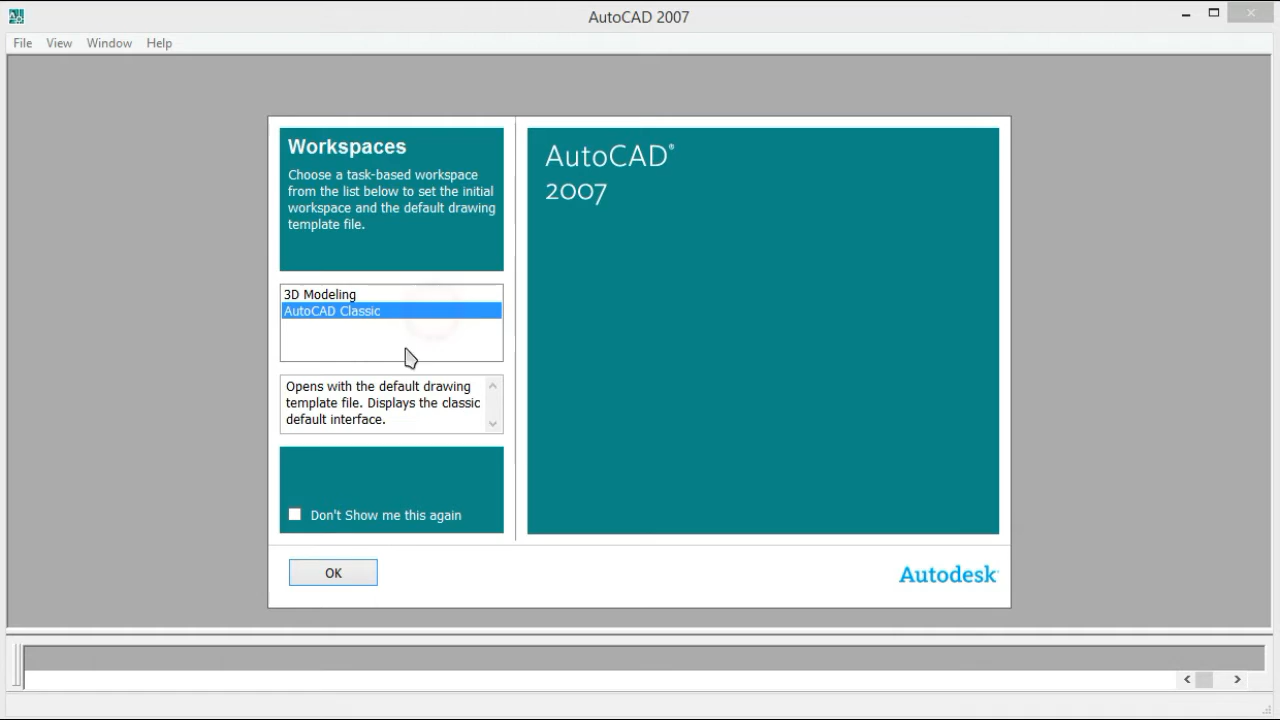 AutoCAD 2007
File View Window Help
Workspaces
Choose a task-based workspace
from the list below to set the initial
workspace and the default drawing
template file.
3D Modeling
AutoCAD Classic
Opens with the default drawing
template file. Displays the classic
default interface.
Don't Show me this again
OK
AutoCAD®
2007
Autodesk